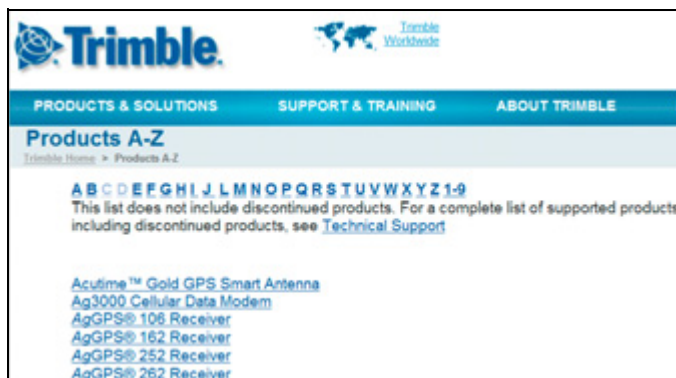 Trimble.
Trimble
Worldwide
PRODUCTS & SOLUTIONS SUPPORT & TRAINING ABOUT TRIMBLE
Products A-Z
Trimble Home > Products A-Z
A B C D E F G H I J L M N O P Q R S T U V W X Y Z 1-9
This list does not include discontinued products. For a complete list of supported products
including discontinued products, see Technical Support
Acutime™ Gold GPS Smart Antenna
Ag3000 Cellular Data Modem
AgGPS® 106 Receiver
AgGPS® 162 Receiver
AgGPS® 252 Receiver
AgGPS® 262 Receiver